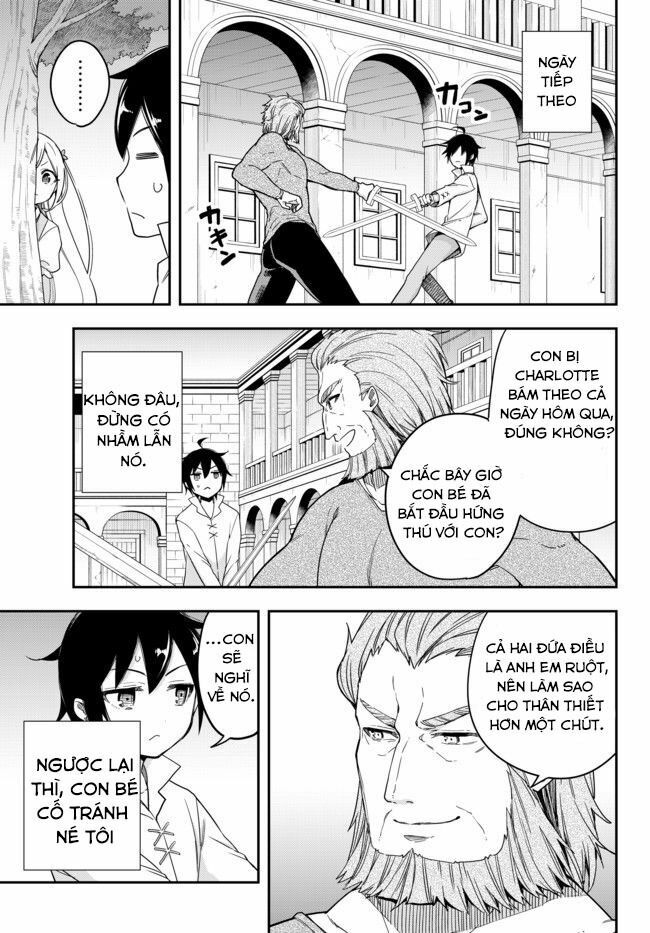 NGÀY
TIẾP
THEO
カコン
カキン
........
CON BỊ
CHARLOTTE
BÁM THEO CẢ
NGÀY HÔM QUA,
ĐÚNG KHÔNG?
CHẮC BÂY GIỜ
CON BÉ ĐÃ
BẮT ĐẦU HỨNG
THÚ VỚI CON?
KHÔNG ĐÂU,
ĐỪNG CÓ
NHẦM LẪN
NÓ.
CẢ HAI ĐỨA ĐIỀU
LÀ ANH EM RUỘT,
NÊN LÀM SAO
CHO THÂN THIẾT
HƠN MỘT CHÚT.
...CON
SẼ
NGHĨ
VỀ NÓ.
NGƯỢC LẠI
THÌ, CON BÉ
CỐ TRÁNH
NÉ TÔI